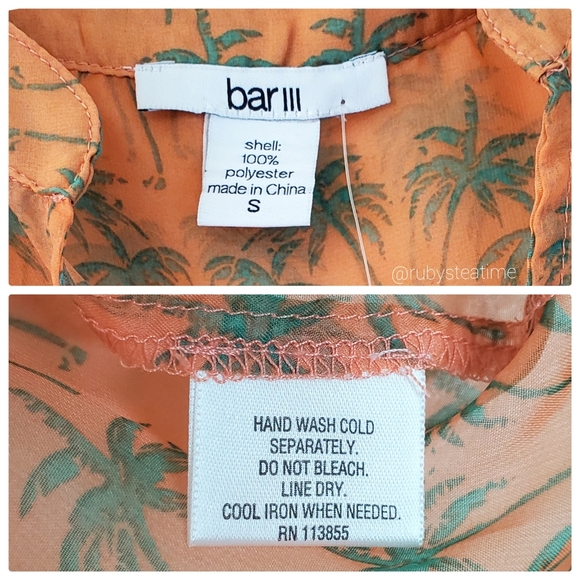 bar III
shell:
100%
polyester
made in China
S
@rubysteatime
HAND WASH COLD
SEPARATELY.
DO NOT BLEACH.
LINE DRY.
COOL IRON WHEN NEEDED.
RN 113855